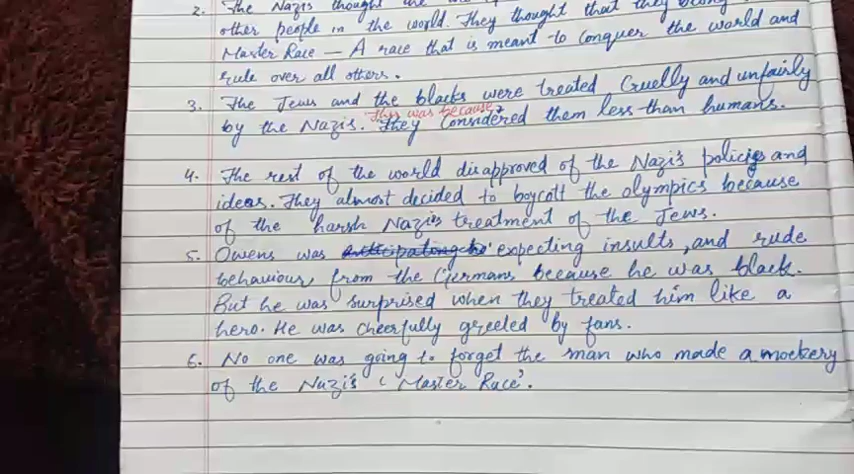 2. The Nazis thought
other people in the world. They thought that they
Master Race – A race that is meant to conquer the world and
rule over all others.
3. The Jews and the blacks were treated Cruelly and unfairly
This was because
by the Nazis. They considered them less than humans.
4. The rest of the world disapproved of the Nazi's policies and
ideas. They almost decided to boycott the olympics because
of the harsh Nazis treatment of the Jews.
5. Owens was expecting insults, and rude
behaviour, from the Germans because he was black.
But he was surprised when they treated him like a
hero. He was cheerfully greeted by fans.
6. No one was going to forget the man who made a mockery
of the Nazi's 'Master Race'.